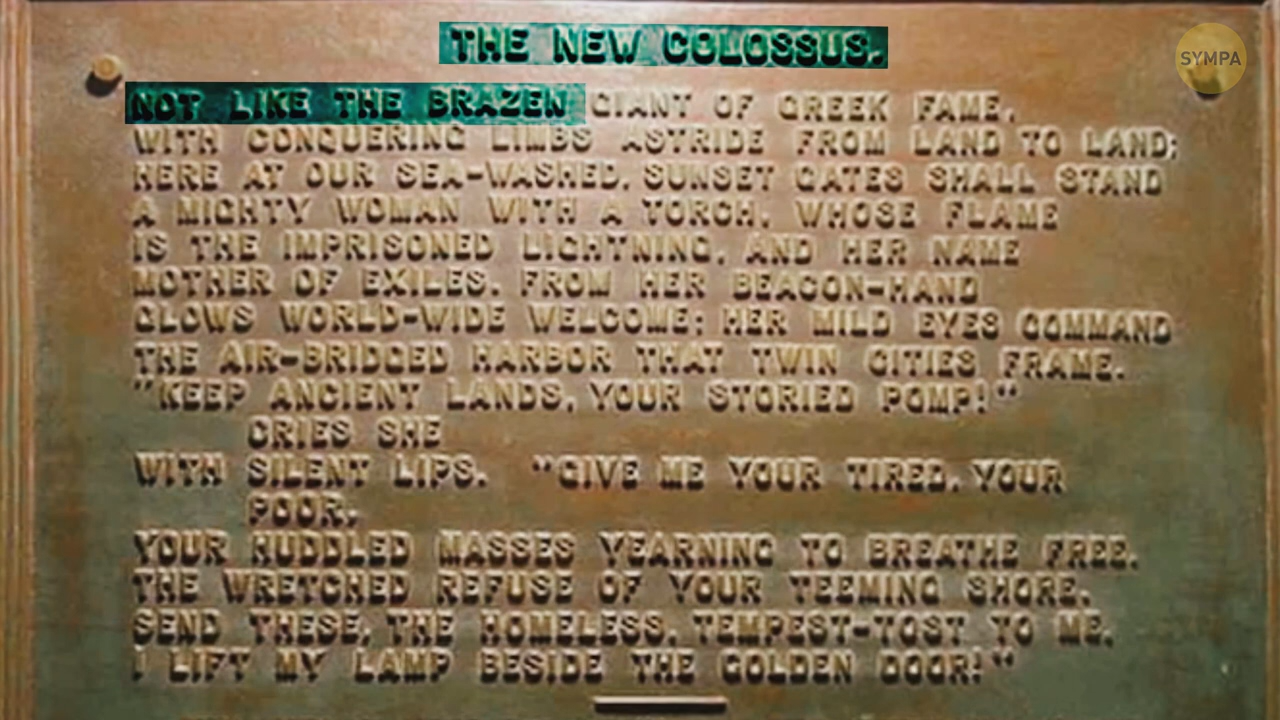 THE NEW COLOSSUS.
SYMPA
NOT LIKE THE BRAZEN GIANT OF GREEK FAME,
WITH CONQUERING LIMBS ASTRIDE FROM LAND TO LAND;
HERE AT OUR SEA-WASHED, SUNSET GATES SHALL STAND
A MIGHTY WOMAN WITH A TORCH, WHOSE FLAME
IS THE IMPRISONED LIGHTNING, AND HER NAME
MOTHER OF EXILES. FROM HER BEACON-HAND
GLOWS WORLD-WIDE WELCOME; HER MILD EYES COMMAND
THE AIR-BRIDGED HARBOR THAT TWIN CITIES FRAME.
"KEEP ANCIENT LANDS, YOUR STORIED POMP!"
CRIES SHE
WITH SILENT LIPS. "GIVE ME YOUR TIRED, YOUR
POOR,
YOUR HUDDLED MASSES YEARNING TO BREATHE FREE,
THE WRETCHED REFUSE OF YOUR TEEMING SHORE,
SEND THESE, THE HOMELESS, TEMPEST-TOST TO ME,
I LIFT MY LAMP BESIDE THE GOLDEN DOOR!"